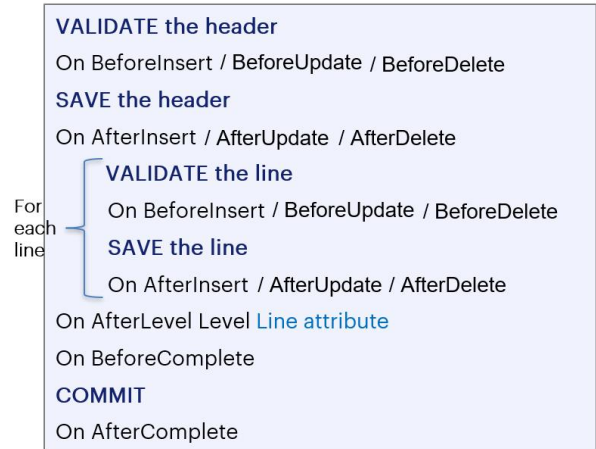 VALIDATE the header
On BeforeInsert / BeforeUpdate / BeforeDelete
SAVE the header
On AfterInsert / AfterUpdate / AfterDelete
For each line
VALIDATE the line
On BeforeInsert / BeforeUpdate / BeforeDelete
SAVE the line
On AfterInsert / AfterUpdate / AfterDelete
On AfterLevel Level Line attribute
On BeforeComplete
COMMIT
On AfterComplete